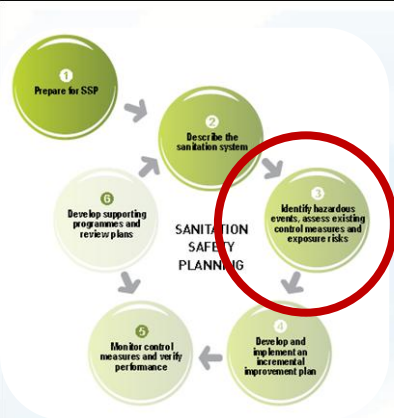 1
Prepare for SSP
2
Describe the
sanitation system
3
Identify hazardous
events, assess existing
control measures and
exposure risks
4
Develop and
implement an
incremental
improvement plan
5
Monitor control
measures and verify
performance
6
Develop supporting
programmes and
review plans
SANITATION
SAFETY
PLANNING